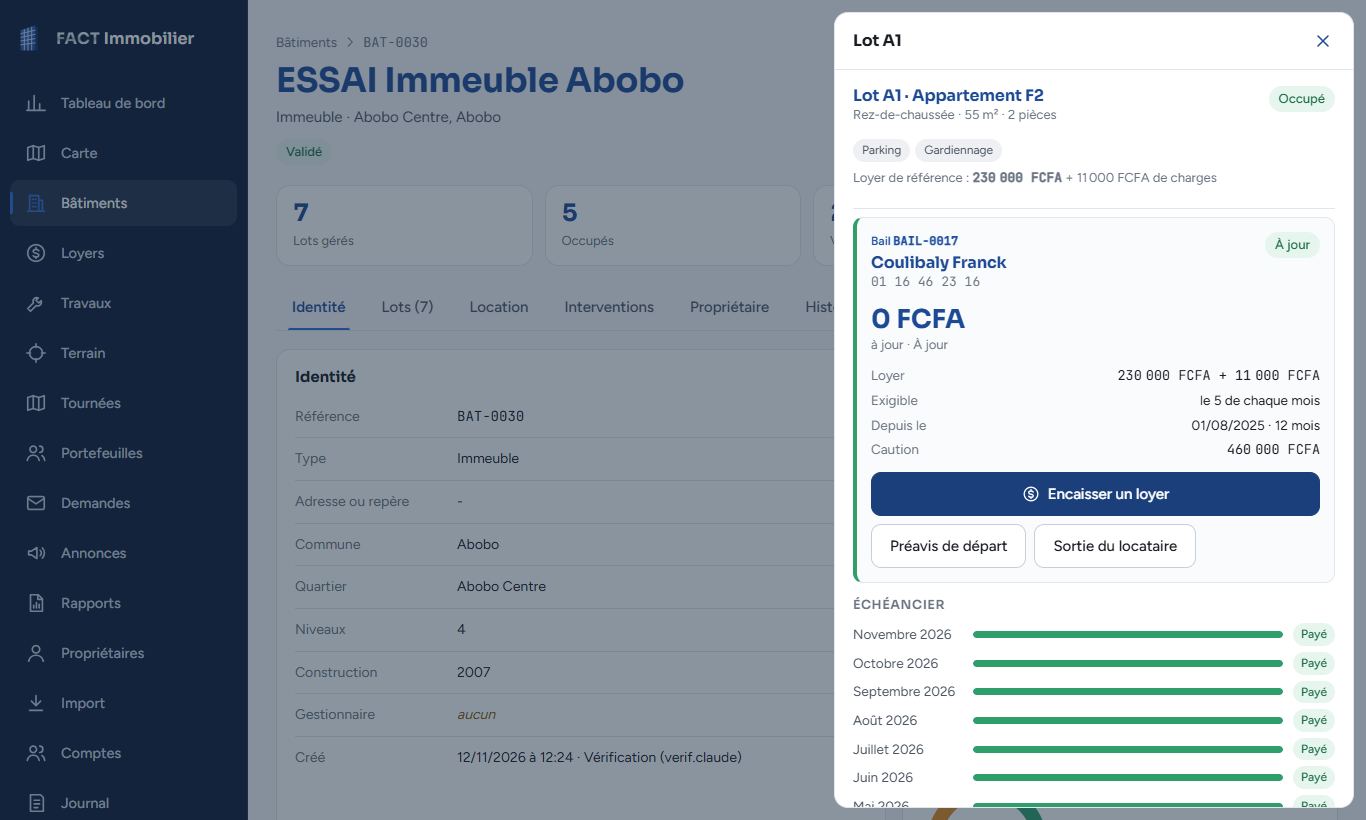 FACT Immobilier
Tableau de bord
Carte
Bâtiments
Loyers
Travaux
Terrain
Tournées
Portefeuilles
Demandes
Annonces
Rapports
Propriétaires
Import
Comptes
Journal
Bâtiments > BAT-0030
ESSAI Immeuble Abobo
Immeuble · Abobo Centre, Abobo
Validé
7
Lots gérés
5
Occupés
Identité Lots (7) Location Interventions Propriétaire
Identité
Référence BAT-0030
Type Immeuble
Adresse ou repère -
Commune Abobo
Quartier Abobo Centre
Niveaux 4
Construction 2007
Gestionnaire aucun
Créé 12/11/2026 à 12:24 · Vérification (verif.claude)
Lot A1
Lot A1 · Appartement F2
Occupé
Rez-de-chaussée · 55 m² · 2 pièces
Parking Gardiennage
Loyer de référence : 230 000 FCFA + 11 000 FCFA de charges
Bail BAIL-0017
À jour
Coulibaly Franck
01 16 46 23 16
0 FCFA
à jour · À jour
Loyer 230 000 FCFA + 11 000 FCFA
Exigible le 5 de chaque mois
Depuis le 01/08/2025 · 12 mois
Caution 460 000 FCFA
Encaisser un loyer
Préavis de départ Sortie du locataire
ÉCHÉANCIER
Novembre 2026 Payé
Octobre 2026 Payé
Septembre 2026 Payé
Août 2026 Payé
Juillet 2026 Payé
Juin 2026 Payé
Mai 2026 Payé